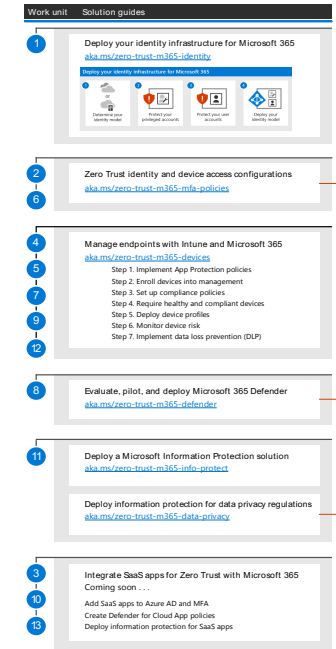 Work unit Solution guides
1
Deploy your identity infrastructure for Microsoft 365
aka.ms/zero-trust-m365-identity
Deploy your identity infrastructure for Microsoft 365
1 2 3 4
Determine your identity model
Protect your privileged accounts
Protect your user accounts
Deploy your identity model
2
6
Zero Trust identity and device access configurations
aka.ms/zero-trust-m365-mfa-policies
4
5
7
9
12
Manage endpoints with Intune and Microsoft 365
aka.ms/zero-trust-m365-devices
Step 1. Implement App Protection policies
Step 2. Enroll devices into management
Step 3. Set up compliance policies
Step 4. Require healthy and compliant devices
Step 5. Deploy device profiles
Step 6. Monitor device risk
Step 7. Implement data loss prevention (DLP)
8
Evaluate, pilot, and deploy Microsoft 365 Defender
aka.ms/zero-trust-m365-defender
11
Deploy a Microsoft Information Protection solution
aka.ms/zero-trust-m365-info-protect
Deploy information protection for data privacy regulations
aka.ms/zero-trust-m365-data-privacy
3
10
13
Integrate SaaS apps for Zero Trust with Microsoft 365
Coming soon . . .
Add SaaS apps to Azure AD and MFA
Create Defender for Cloud App policies
Deploy information protection for SaaS apps